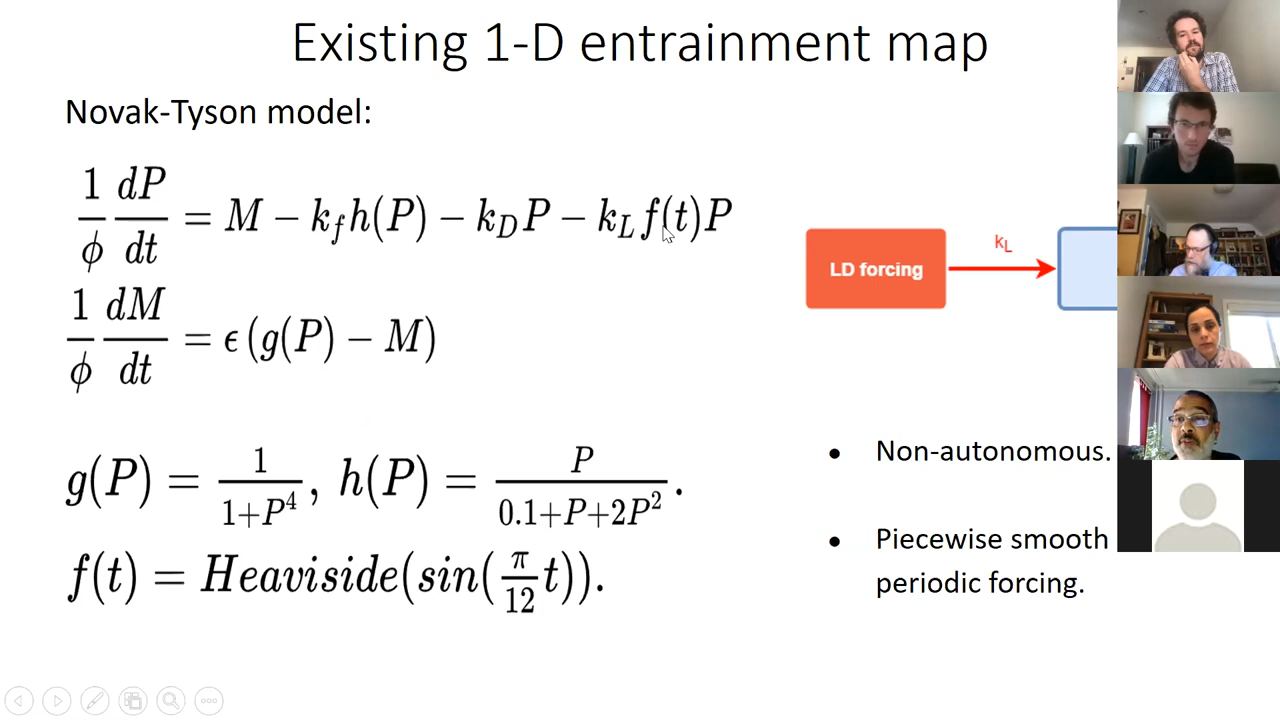 Existing 1-D entrainment map
Novak-Tyson model:
1/ϕ dP/dt = M − k_f h(P) − k_D P − k_L f(t)P
1/ϕ dM/dt = ϵ(g(P) − M)
g(P) = 1/(1+P⁴), h(P) = P/(0.1+P+2P²).
f(t) = Heaviside(sin(π/12 t)).
LD forcing
k_L
● Non-autonomous.
● Piecewise smooth
periodic forcing.